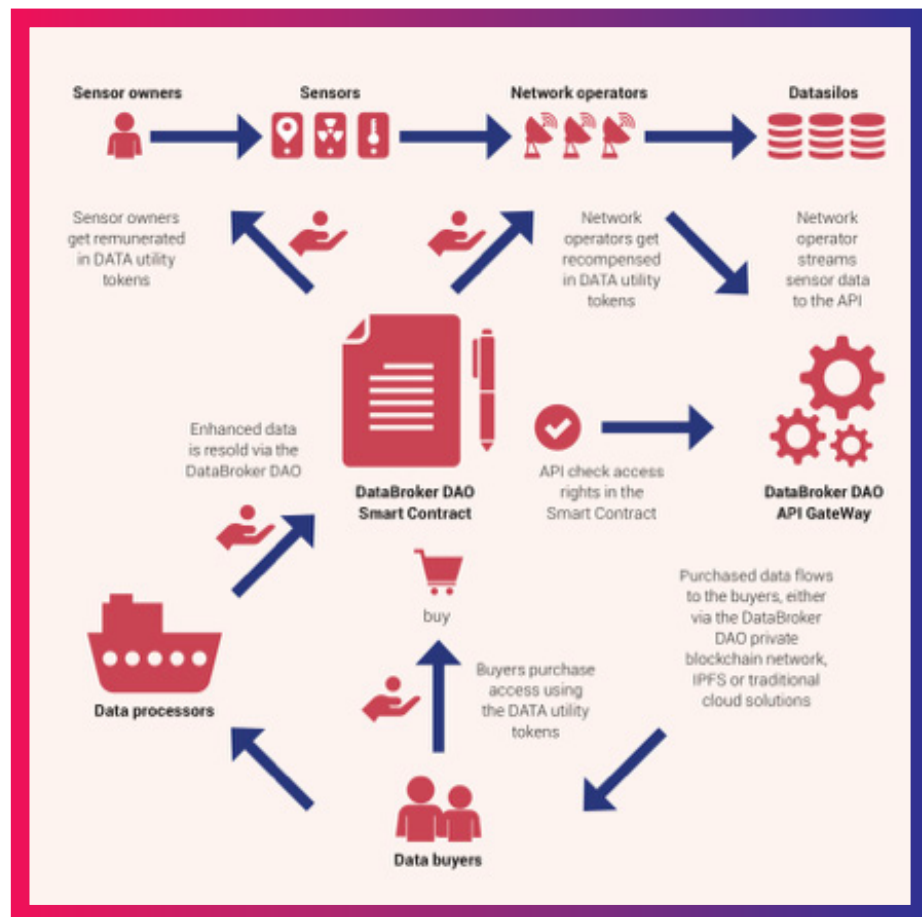 Sensor owners
Sensors
Network operators
Datasilos
Sensor owners
get remunerated
in DATA utility
tokens
Network
operators get
recompensed
in DATA utility
tokens
Network
operator
streams
sensor data
to the API
Enhanced data
is resold via the
DataBroker DAO
DataBroker DAO
Smart Contract
API check access
rights in the
Smart Contract
DataBroker DAO
API GateWay
buy
Purchased data flows
to the buyers, either
via the DataBroker
DAO private
blockchain network,
IPFS or traditional
cloud solutions
Buyers purchase
access using
the DATA utility
tokens
Data processors
Data buyers